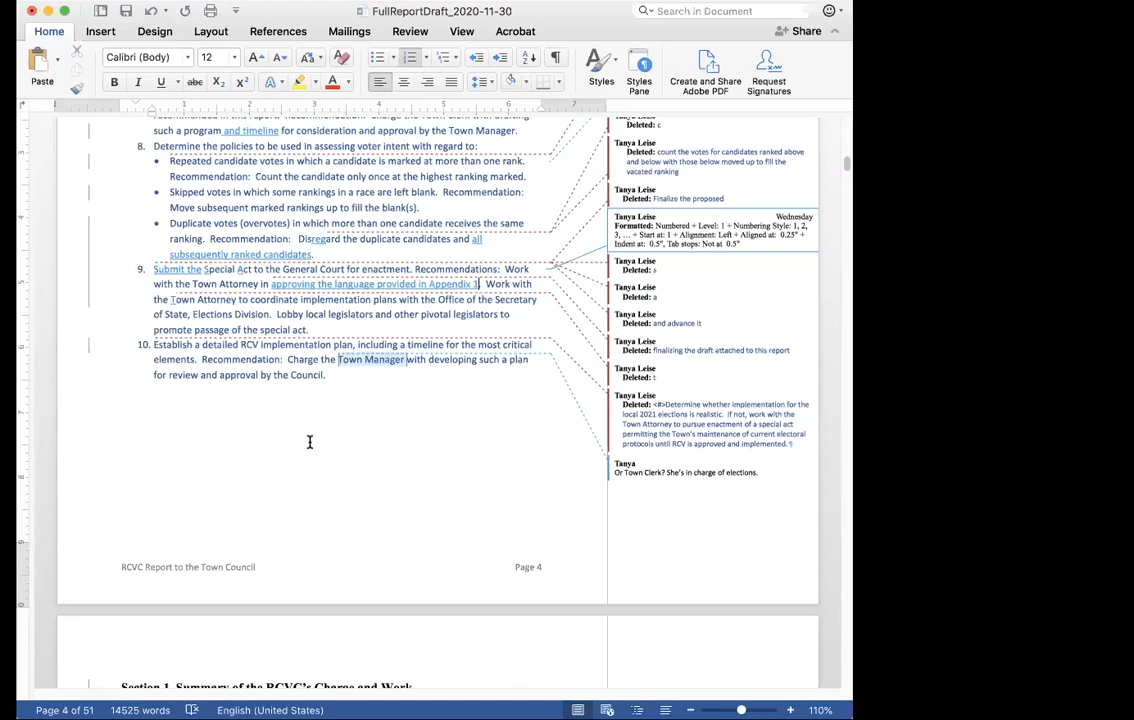 FullReportDraft_2020-11-30
Search in Document
Home Insert Design Layout References Mailings Review View Acrobat Share
Calibri (Body) 12
Paste
Styles
Styles Pane
Create and Share Adobe PDF
Request Signatures
1 1 2 3 4 5 6 7
such a program and timeline for consideration and approval by the Town Manager.
8. Determine the policies to be used in assessing voter intent with regard to:
• Repeated candidate votes in which a candidate is marked at more than one rank.
Recommendation: Count the candidate only once at the highest ranking marked.
• Skipped votes in which some rankings in a race are left blank. Recommendation:
Move subsequent marked rankings up to fill the blank(s).
• Duplicate votes (overvotes) in which more than one candidate receives the same
ranking. Recommendation: Disregard the duplicate candidates and all
subsequently ranked candidates.
9. Submit the Special Act to the General Court for enactment. Recommendations: Work
with the Town Attorney in approving the language provided in Appendix 1. Work with
the Town Attorney to coordinate implementation plans with the Office of the Secretary
of State, Elections Division. Lobby local legislators and other pivotal legislators to
promote passage of the special act.
10. Establish a detailed RCV implementation plan, including a timeline for the most critical
elements. Recommendation: Charge the Town Manager with developing such a plan
for review and approval by the Council.
RCVC Report to the Town Council Page 4
Deleted: c
Tanya Leise
Deleted: count the votes for candidates ranked above
and below with those below moved up to fill the
vacated ranking
Tanya Leise
Deleted: Finalize the proposed
Tanya Leise Wednesday
Formatted: Numbered + Level: 1 + Numbering Style: 1, 2,
3, … + Start at: 1 + Alignment: Left + Aligned at: 0.25" +
Indent at: 0.5", Tab stops: Not at 0.5"
Tanya Leise
Deleted: s
Tanya Leise
Deleted: a
Tanya Leise
Deleted: and advance it
Tanya Leise
Deleted: finalizing the draft attached to this report
Tanya Leise
Deleted: t
Tanya Leise
Deleted: <#>Determine whether implementation for the
local 2021 elections is realistic. If not, work with the
Town Attorney to pursue enactment of a special act
permitting the Town's maintenance of current electoral
protocols until RCV is approved and implemented. ¶
Tanya
Or Town Clerk? She's in charge of elections.
Section 1. Summary of the RCVC's Charge and Work
Page 4 of 51 14525 words English (United States) 110%